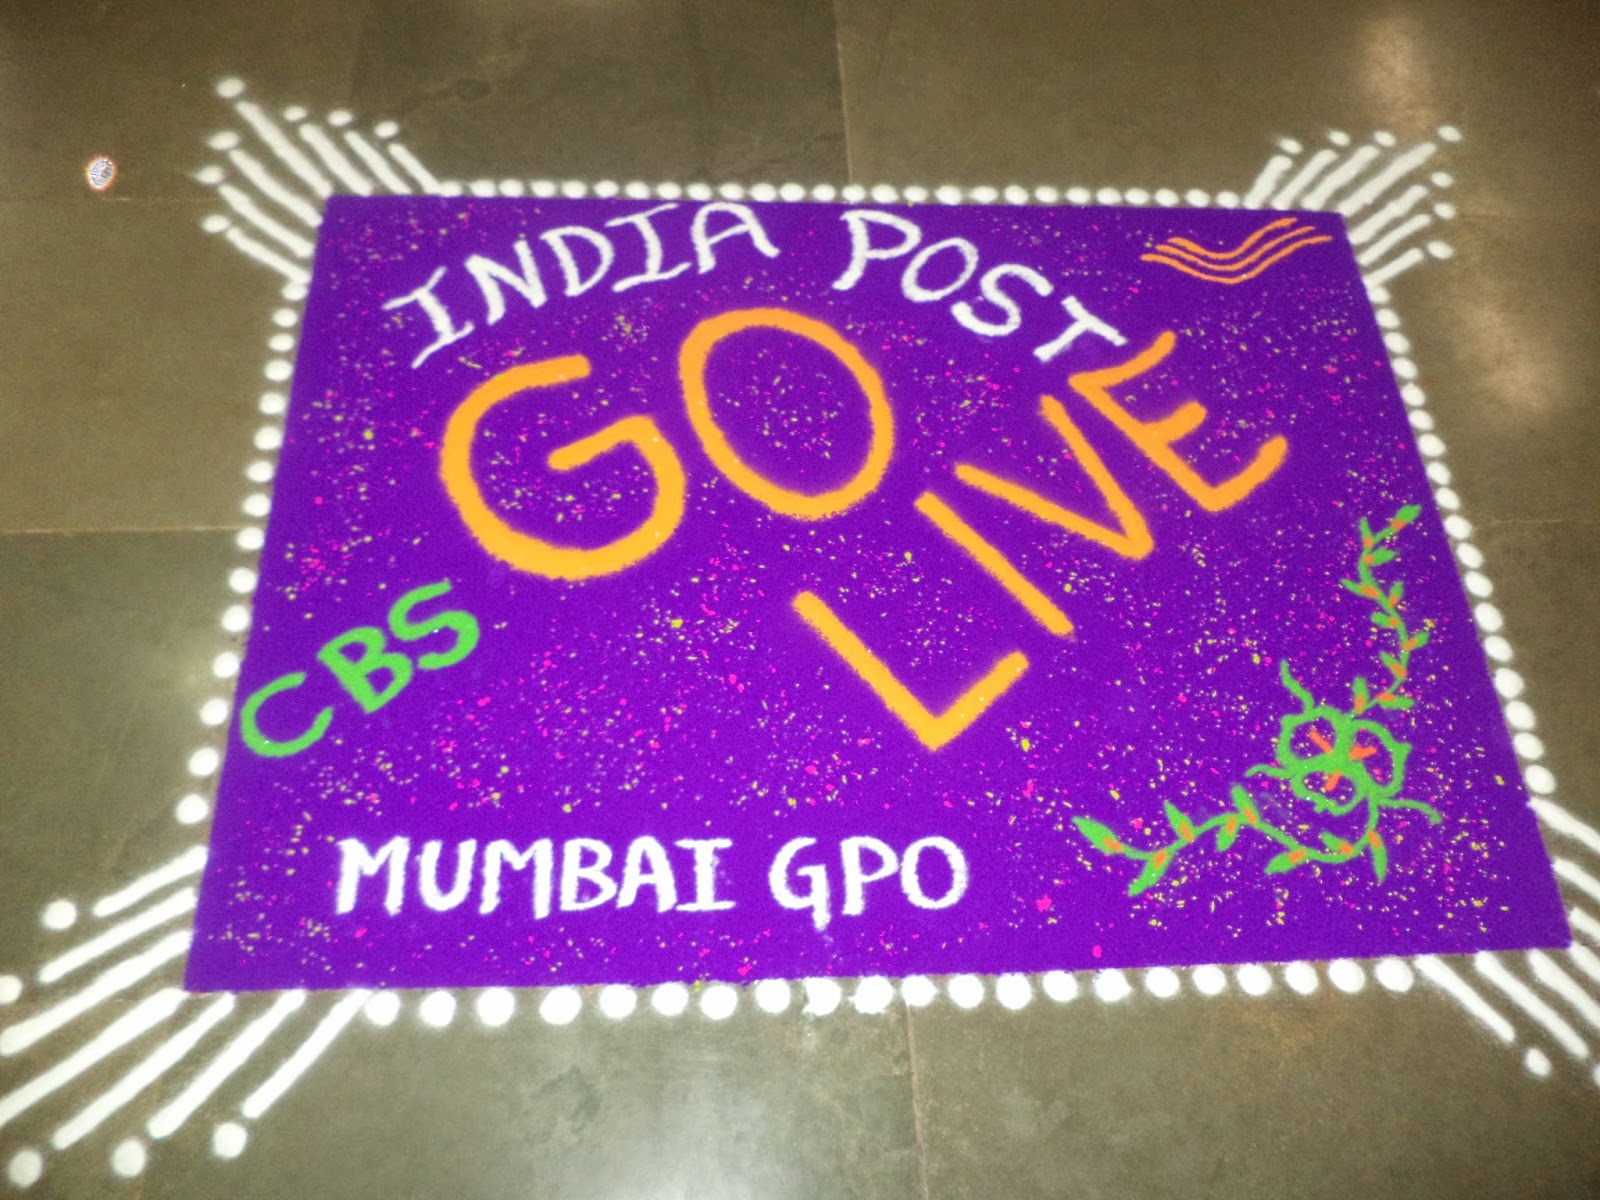 INDIA POST
GO LIVE
CBS
MUMBAI GPO